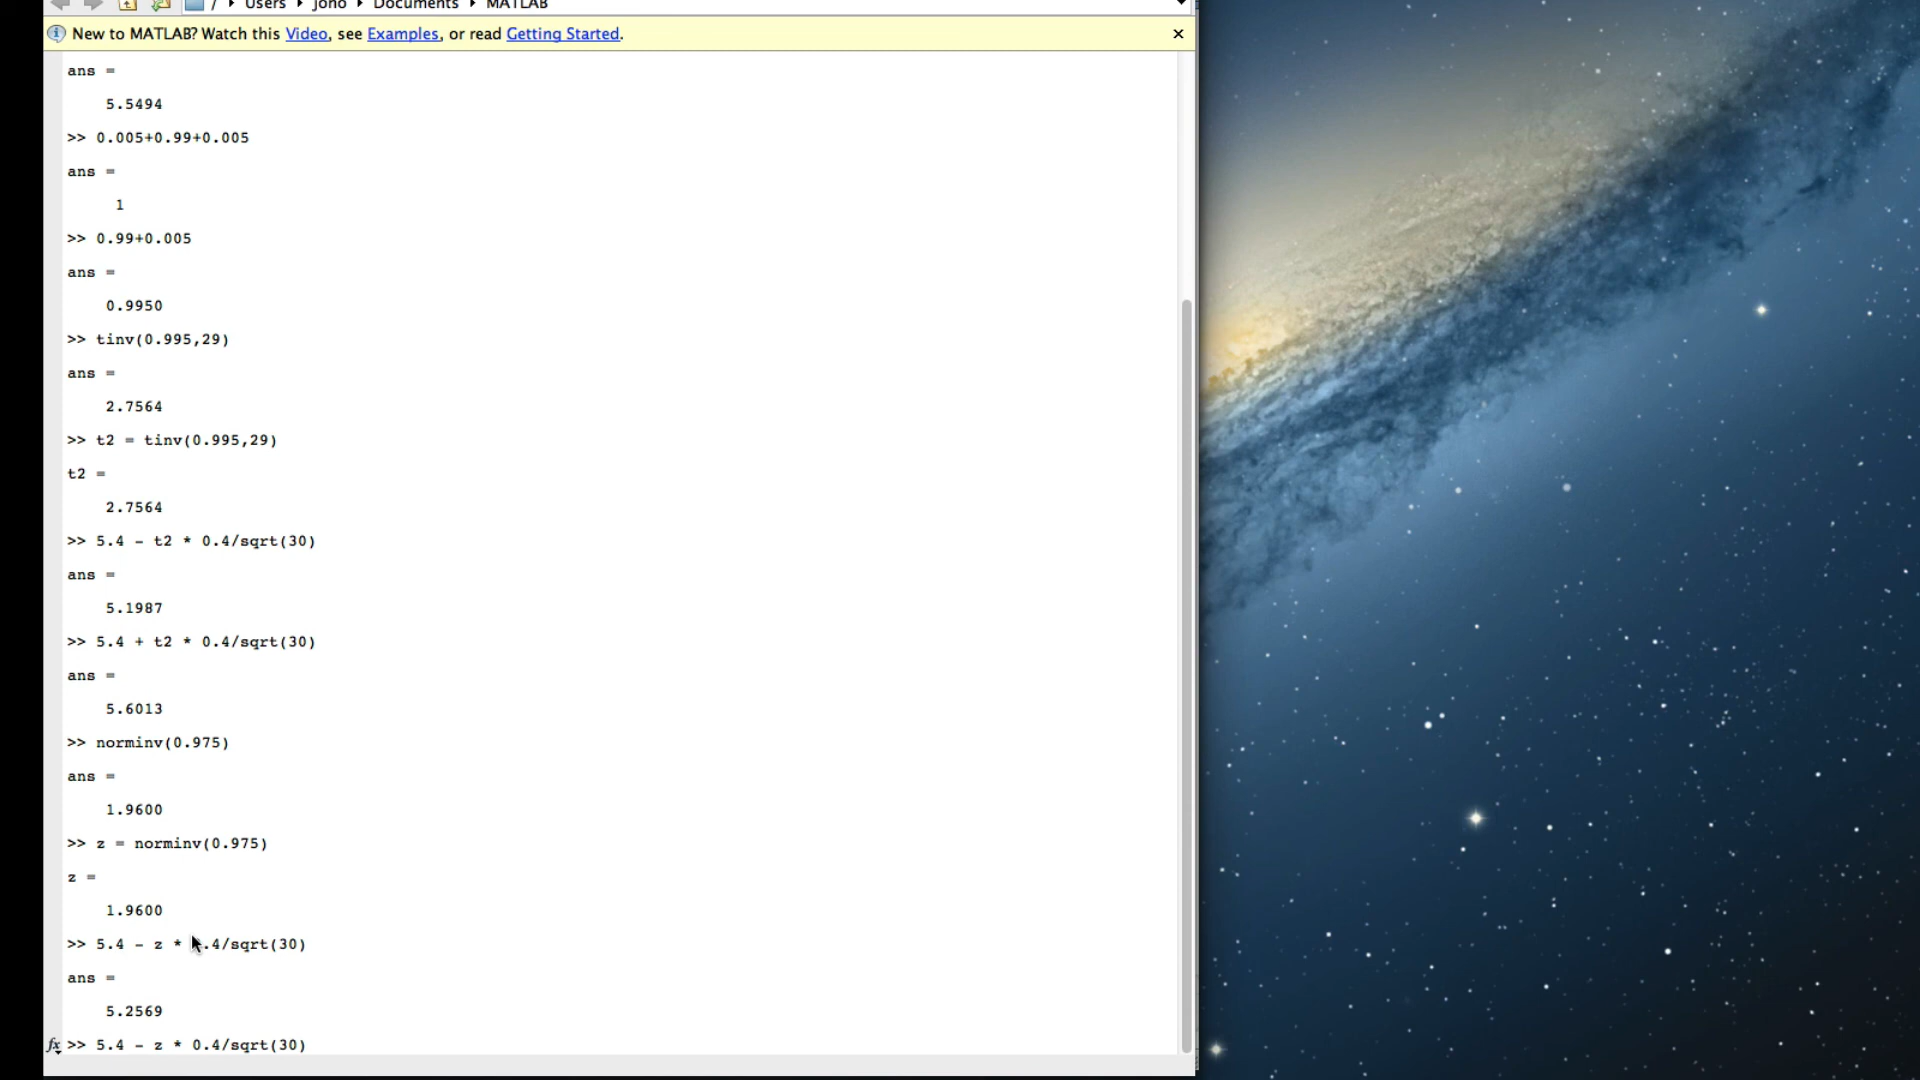 / Users jono Documents MATLAB
New to MATLAB? Watch this Video, see Examples, or read Getting Started.
ans =
5.5494
>> 0.005+0.99+0.005
ans =
1
>> 0.99+0.005
ans =
0.9950
>> tinv(0.995,29)
ans =
2.7564
>> t2 = tinv(0.995,29)
t2 =
2.7564
>> 5.4 - t2 * 0.4/sqrt(30)
ans =
5.1987
>> 5.4 + t2 * 0.4/sqrt(30)
ans =
5.6013
>> norminv(0.975)
ans =
1.9600
>> z = norminv(0.975)
z =
1.9600
>> 5.4 - z * 0.4/sqrt(30)
ans =
5.2569
fx >> 5.4 - z * 0.4/sqrt(30)